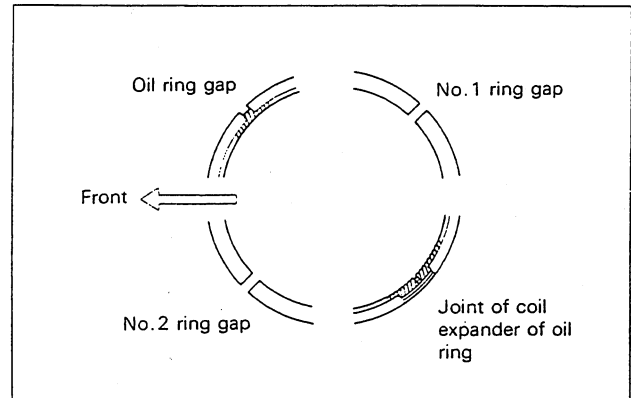 Oil ring gap
No.1 ring gap
Front
No.2 ring gap
Joint of coil
expander of oil
ring